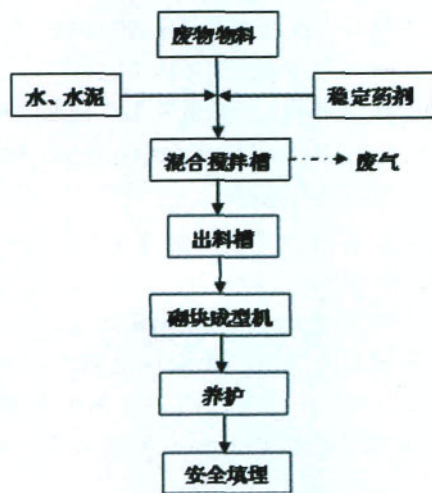 废物物料
水、水泥
稳定药剂
混合搅拌槽
废气
出料槽
砌块成型机
养护
安全填埋